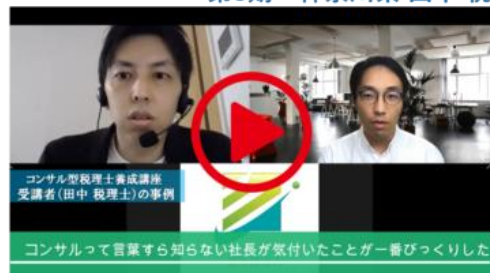 コンサル型税理士養成講座
受講者(田中 税理士)の事例
コンサルって言葉すら知らない社長が気付いたことが一番びっくりした